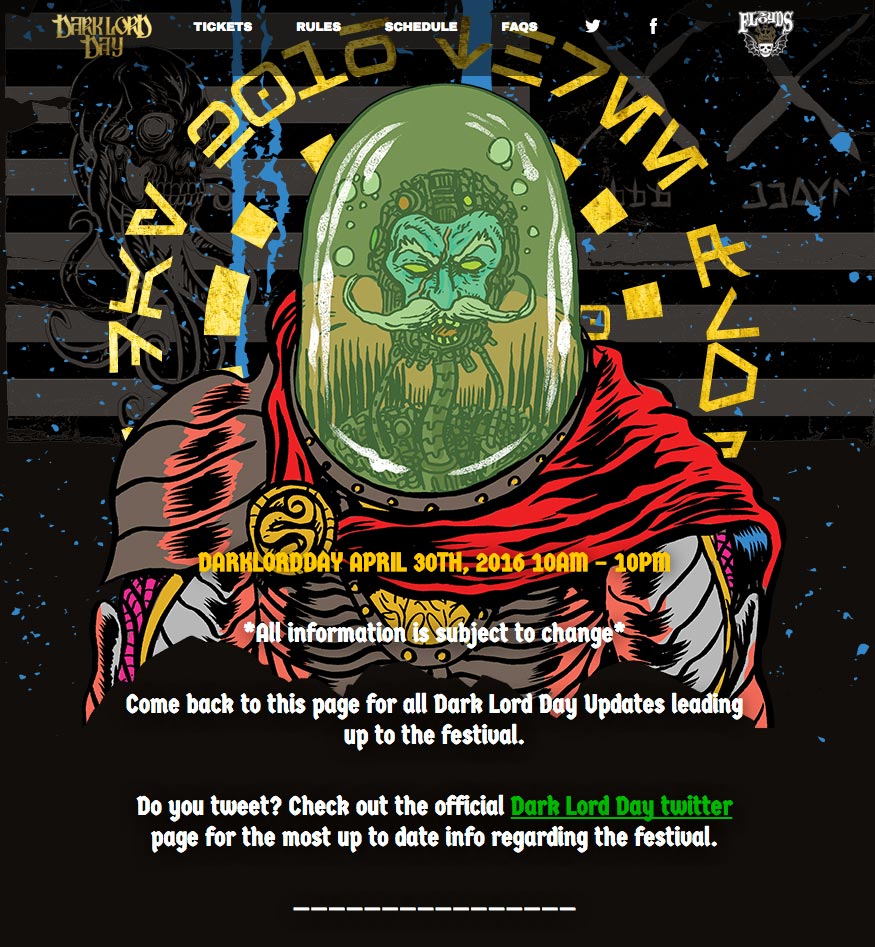 DARK LORD
DAY
TICKETS
RULES
SCHEDULE
FAQS
FLOYDS
2016
DARKLORDDAY APRIL 30TH, 2016 10AM – 10PM
*All information is subject to change*
Come back to this page for all Dark Lord Day Updates leading
up to the festival.
Do you tweet? Check out the official Dark Lord Day twitter
page for the most up to date info regarding the festival.
________________